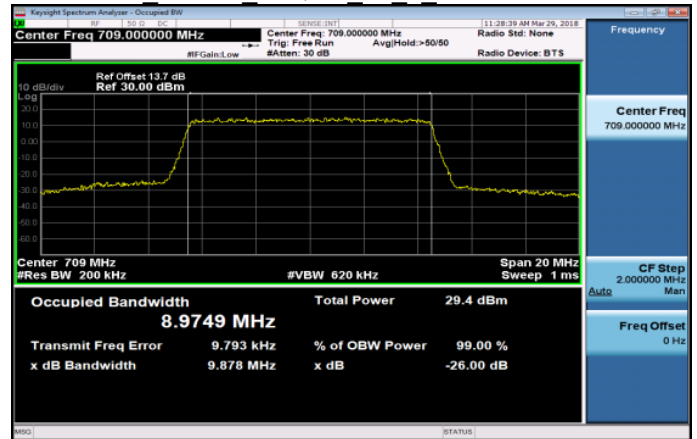 Keysight Spectrum Analyzer - Occupied BW
RF 50 Ω DC SENSE:INT 11:28:39 AM Mar 29, 2018
Center Freq 709.000000 MHz
Center Freq: 709.000000 MHz Radio Std: None
Trig: Free Run Avg|Hold:>50/50
#IFGain:Low #Atten: 30 dB Radio Device: BTS
Frequency
Ref Offset 13.7 dB
10 dB/div Ref 30.00 dBm
Log
20.0
10.0
0.00
-10.0
-20.0
-30.0
-40.0
-50.0
-60.0
Center 709 MHz Span 20 MHz
#Res BW 200 kHz #VBW 620 kHz Sweep 1 ms
Center Freq
709.000000 MHz
CF Step
2.000000 MHz
Auto Man
Freq Offset
0 Hz
Occupied Bandwidth Total Power 29.4 dBm
8.9749 MHz
Transmit Freq Error 9.793 kHz % of OBW Power 99.00 %
x dB Bandwidth 9.878 MHz x dB -26.00 dB
MSG STATUS